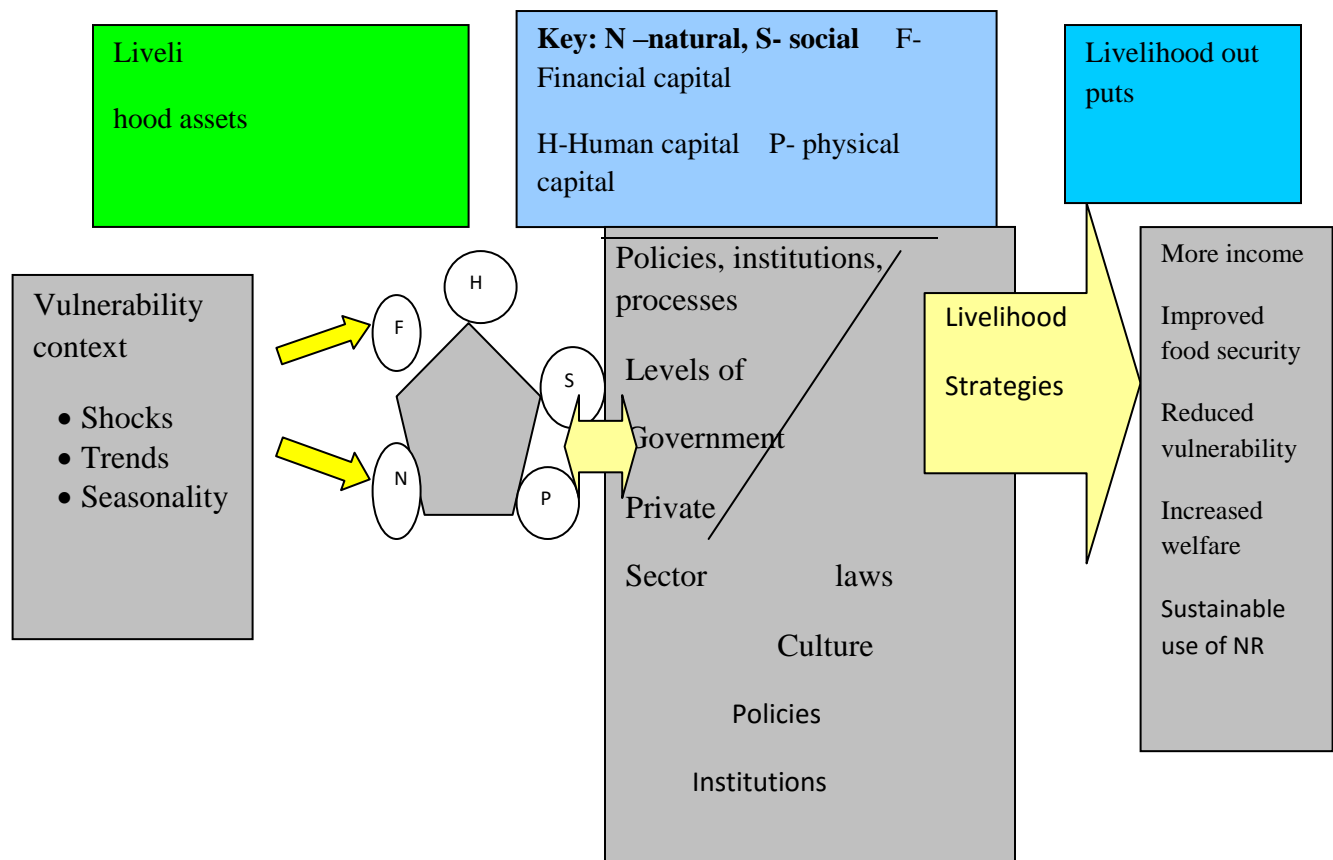 Liveli
hood assets
Key: N –natural, S- social F-
Financial capital
H-Human capital P- physical
capital
Livelihood out
puts
Vulnerability
context
• Shocks
• Trends
• Seasonality
H
F
S
N
P
Policies, institutions,
processes
Levels of
Government
Private
Sector laws
Culture
Policies
Institutions
Livelihood
Strategies
More income
Improved
food security
Reduced
vulnerability
Increased
welfare
Sustainable
use of NR